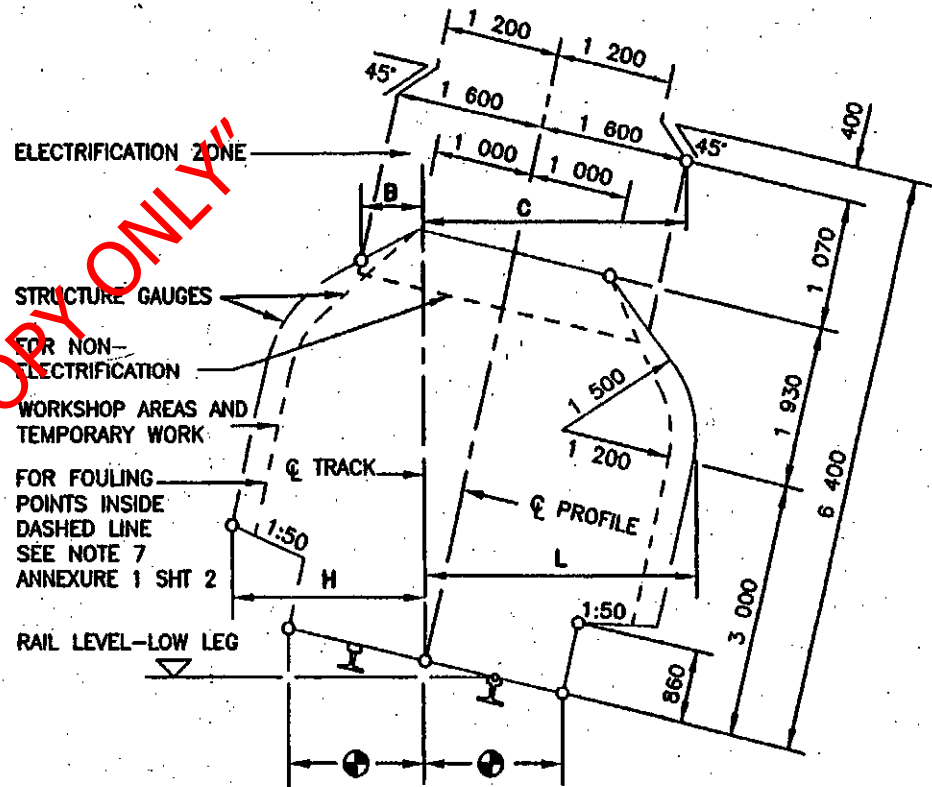 1 200
1 200
45°
1 600
1 600
45°
400
ELECTRIFICATION ZONE
1 000
1 000
B
C
1 070
STRUCTURE GAUGES
FOR NON-
ELECTRIFICATION
1 500
1 930
WORKSHOP AREAS AND
TEMPORARY WORK
1 200
6 400
℄ TRACK
℄ PROFILE
FOR FOULING
POINTS INSIDE
DASHED LINE
SEE NOTE 7
ANNEXURE 1 SHT 2
1:50
H
L
3 000
1:50
RAIL LEVEL-LOW LEG
860
OPY ONLY"